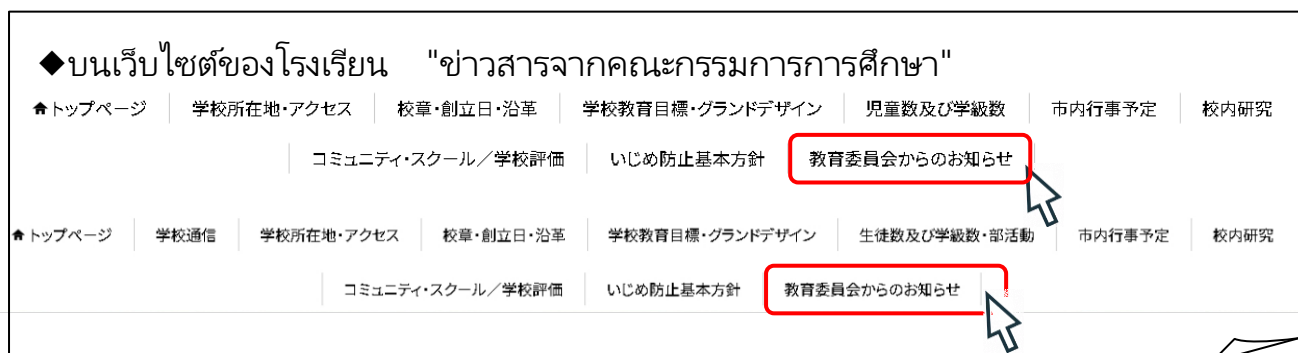 ◆บนเว็บไซต์ของโรงเรียน "ข่าวสารจากคณะกรรมการการศึกษา"
トップページ 学校所在地・アクセス 校章・創立日・沿革 学校教育目標・グランドデザイン 児童数及び学級数 市内行事予定 校内研究
コミュニティ・スクール／学校評価 いじめ防止基本方針 教育委員会からのお知らせ
トップページ 学校通信 学校所在地・アクセス 校章・創立日・沿革 学校教育目標・グランドデザイン 生徒数及び学級数・部活動 市内行事予定 校内研究
コミュニティ・スクール／学校評価 いじめ防止基本方針 教育委員会からのお知らせ